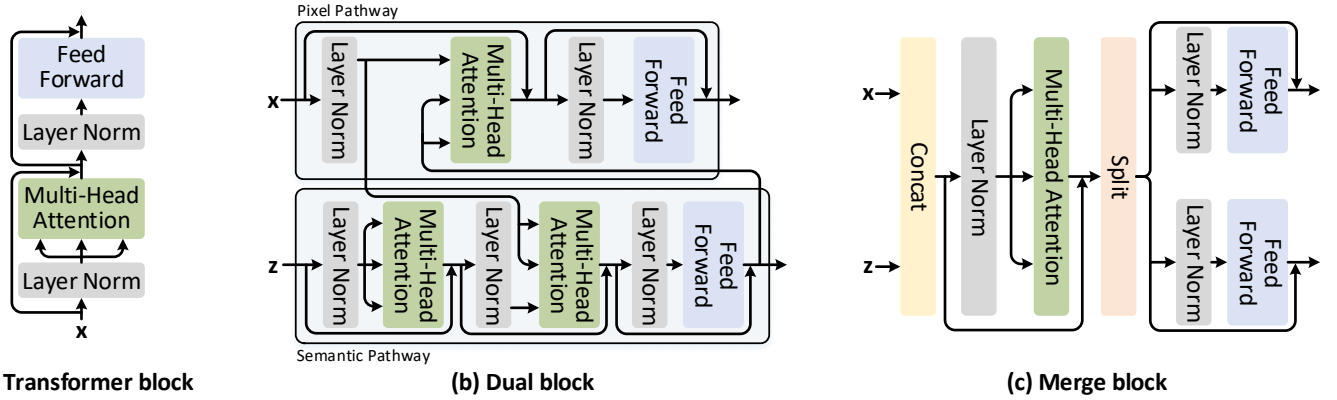 Feed
Forward
Layer Norm
Multi-Head
Attention
Layer Norm
x
Transformer block
Pixel Pathway
x
Layer Norm
Multi-Head
Attention
Layer Norm
Feed
Forward
z
Layer Norm
Multi-Head
Attention
Layer Norm
Multi-Head
Attention
Layer Norm
Feed
Forward
Semantic Pathway
(b) Dual block
x
z
Concat
Layer Norm
Multi-Head Attention
Split
Layer Norm
Feed
Forward
Layer Norm
Feed
Forward
(c) Merge block